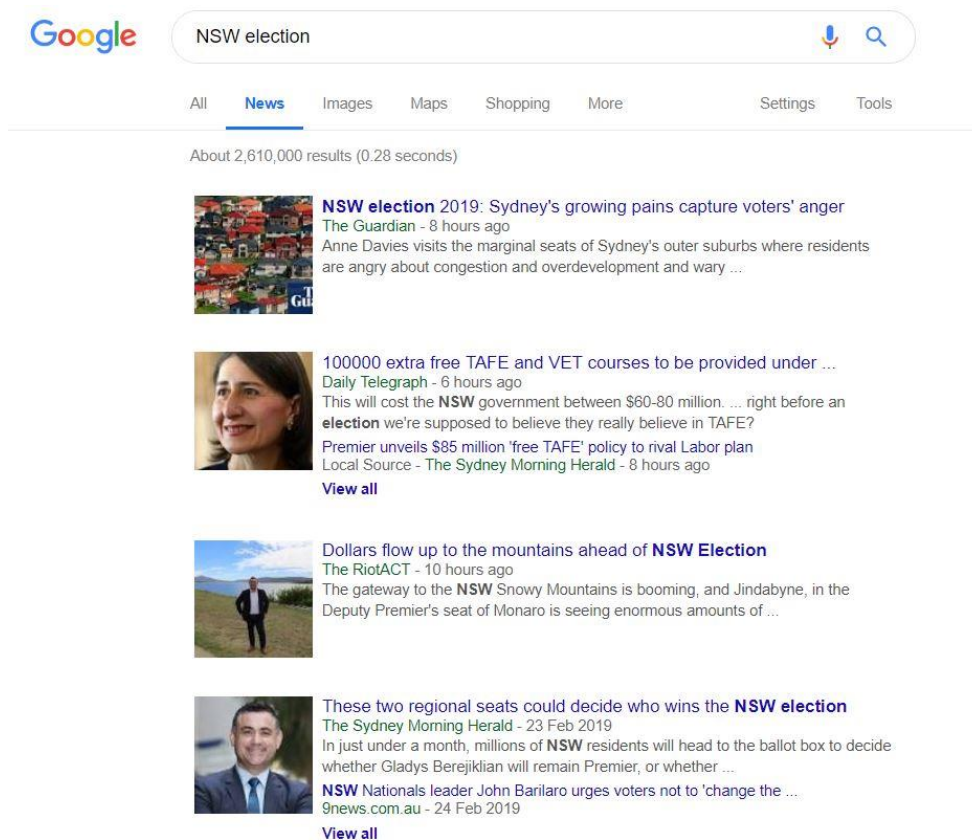 Google
NSW election
All News Images Maps Shopping More Settings Tools
About 2,610,000 results (0.28 seconds)
NSW election 2019: Sydney's growing pains capture voters' anger
The Guardian - 8 hours ago
Anne Davies visits the marginal seats of Sydney's outer suburbs where residents
are angry about congestion and overdevelopment and wary ...
100000 extra free TAFE and VET courses to be provided under ...
Daily Telegraph - 6 hours ago
This will cost the NSW government between $60-80 million. ... right before an
election we're supposed to believe they really believe in TAFE?
Premier unveils $85 million 'free TAFE' policy to rival Labor plan
Local Source - The Sydney Morning Herald - 8 hours ago
View all
Dollars flow up to the mountains ahead of NSW Election
The RiotACT - 10 hours ago
The gateway to the NSW Snowy Mountains is booming, and Jindabyne, in the
Deputy Premier's seat of Monaro is seeing enormous amounts of ...
These two regional seats could decide who wins the NSW election
The Sydney Morning Herald - 23 Feb 2019
In just under a month, millions of NSW residents will head to the ballot box to decide
whether Gladys Berejiklian will remain Premier, or whether ...
NSW Nationals leader John Barilaro urges voters not to 'change the ...
9news.com.au - 24 Feb 2019
View all